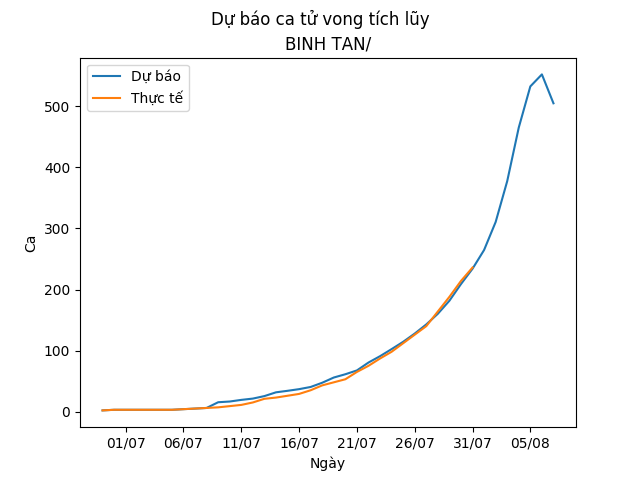 Dự báo ca tử vong tích lũy
BINH TAN/
Dự báo
Thực tế
500
400
300
200
100
0
Ca
01/07 06/07 11/07 16/07 21/07 26/07 31/07 05/08
Ngày